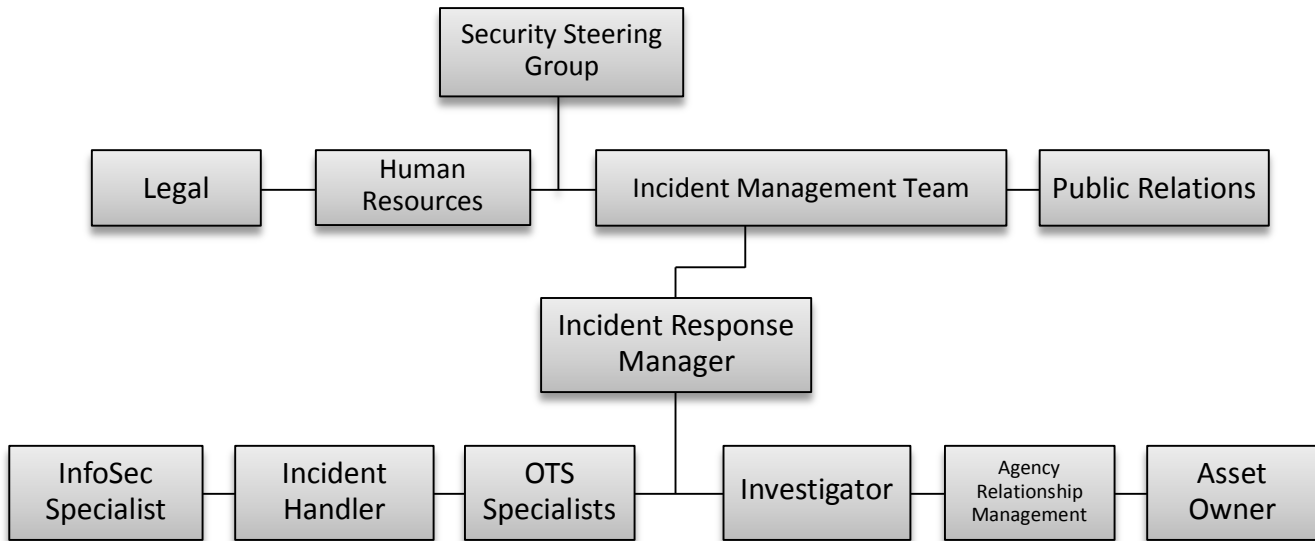 Security Steering
Group
Legal
Human
Resources
Incident Management Team
Public Relations
Incident Response
Manager
InfoSec
Specialist
Incident
Handler
OTS
Specialists
Investigator
Agency
Relationship
Management
Asset
Owner